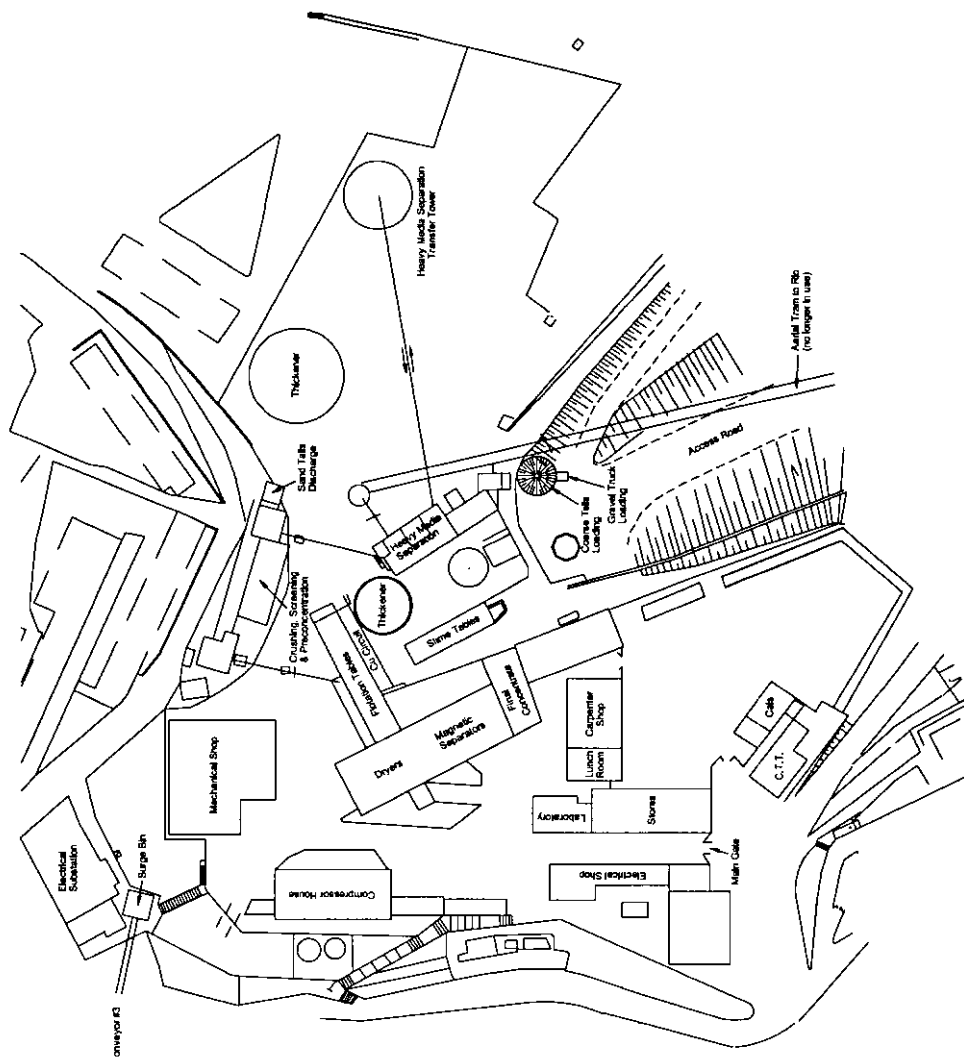 Heavy Media Separation
Transfer Tower
Thickener
Aerial Tram to Rio
(no longer in use)
Access Road
Sand Tails
Discharge
Heavy Media
Separation
Gravel Truck
Loading
Coarse Tails
Loading
Crushing, Screening
& Preconcentration
Thickener
Cu Circuit
Flotation Tables
Slime Tables
Final
Concentrate
Magnetic
Separators
Dryers
Carpenter
Shop
Lunch
Room
Cafe
C.T.T.
Mechanical Shop
Laboratory
Stores
Main Gate
Electrical Shop
Compressor House
Electrical
Substation
Surge Bin
onveyor #3